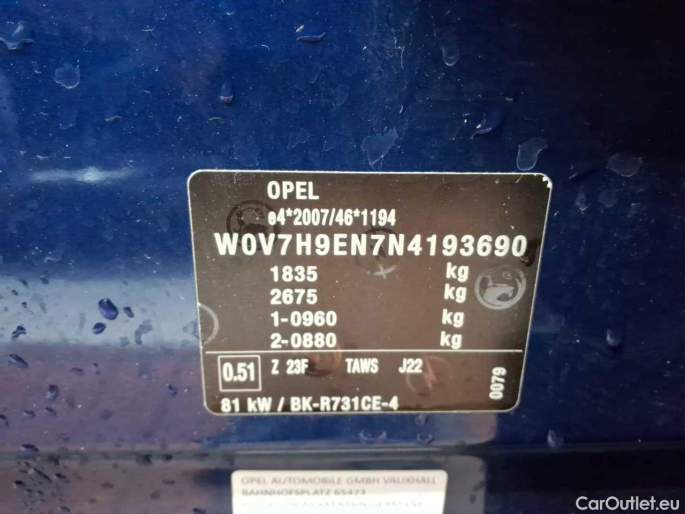 OPEL
e4*2007/46*1194
W0V7H9EN7N4193690
1835 kg
2675 kg
1-0960 kg
2-0880 kg
0.51 Z 23F TAWS J22
0079
81 kW / BK-R731CE-4
OPEL AUTOMOBILE GMBH VAUXHALL
BAHNHOFSPLATZ 65423
CarOutlet.eu